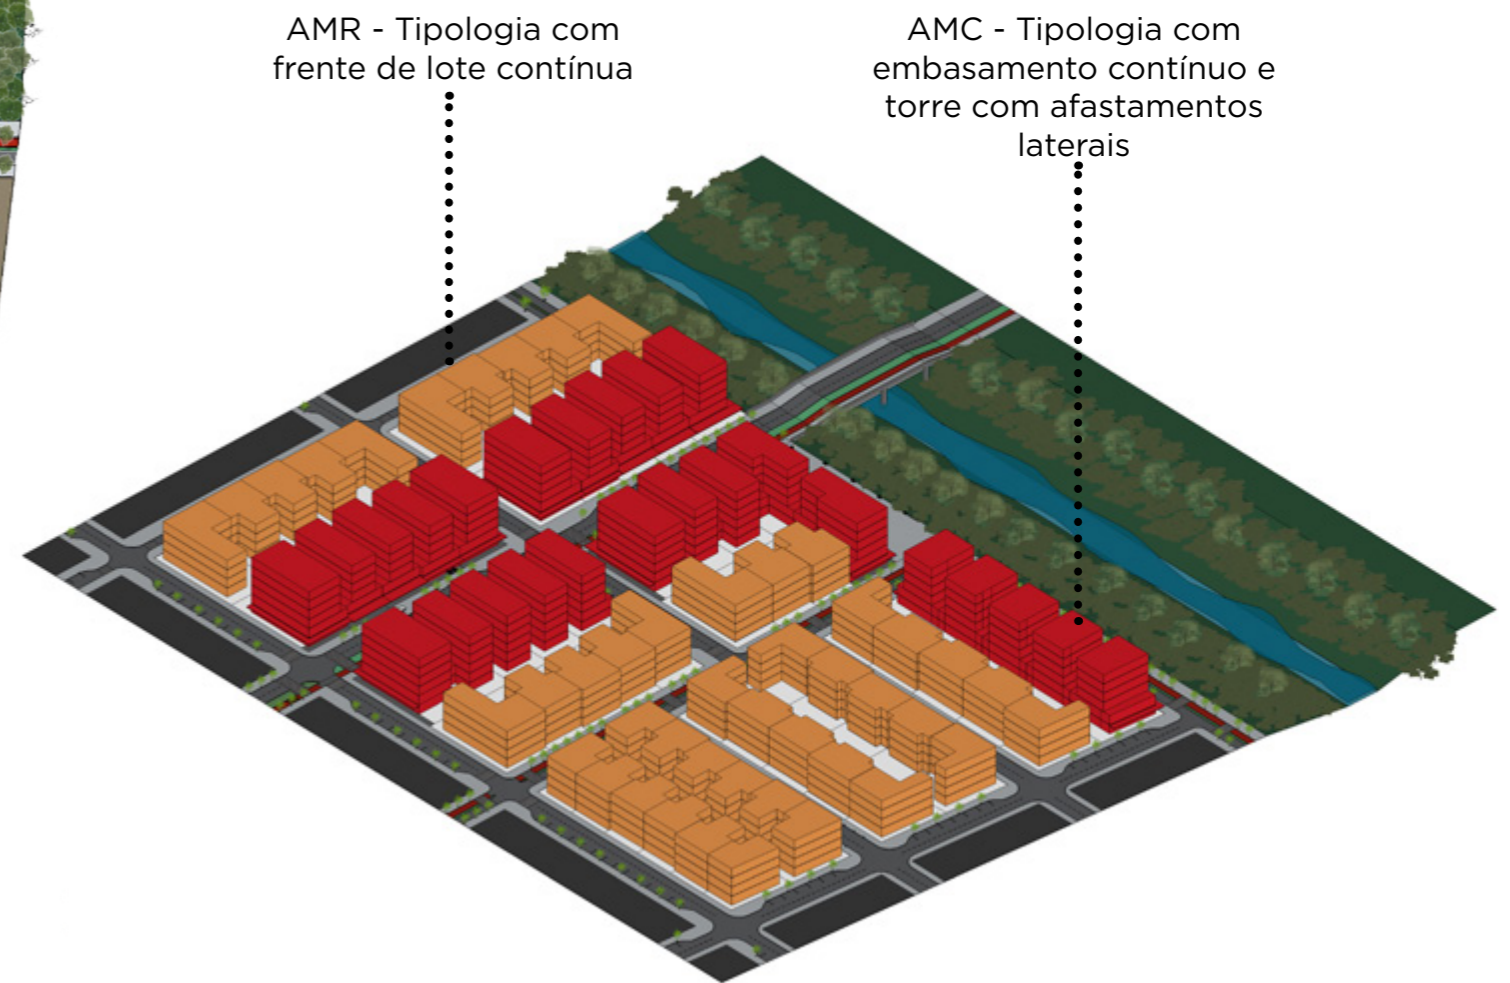 AMR - Tipologia com
frente de lote contínua
AMC - Tipologia com
embasamento contínuo e
torre com afastamentos
laterais